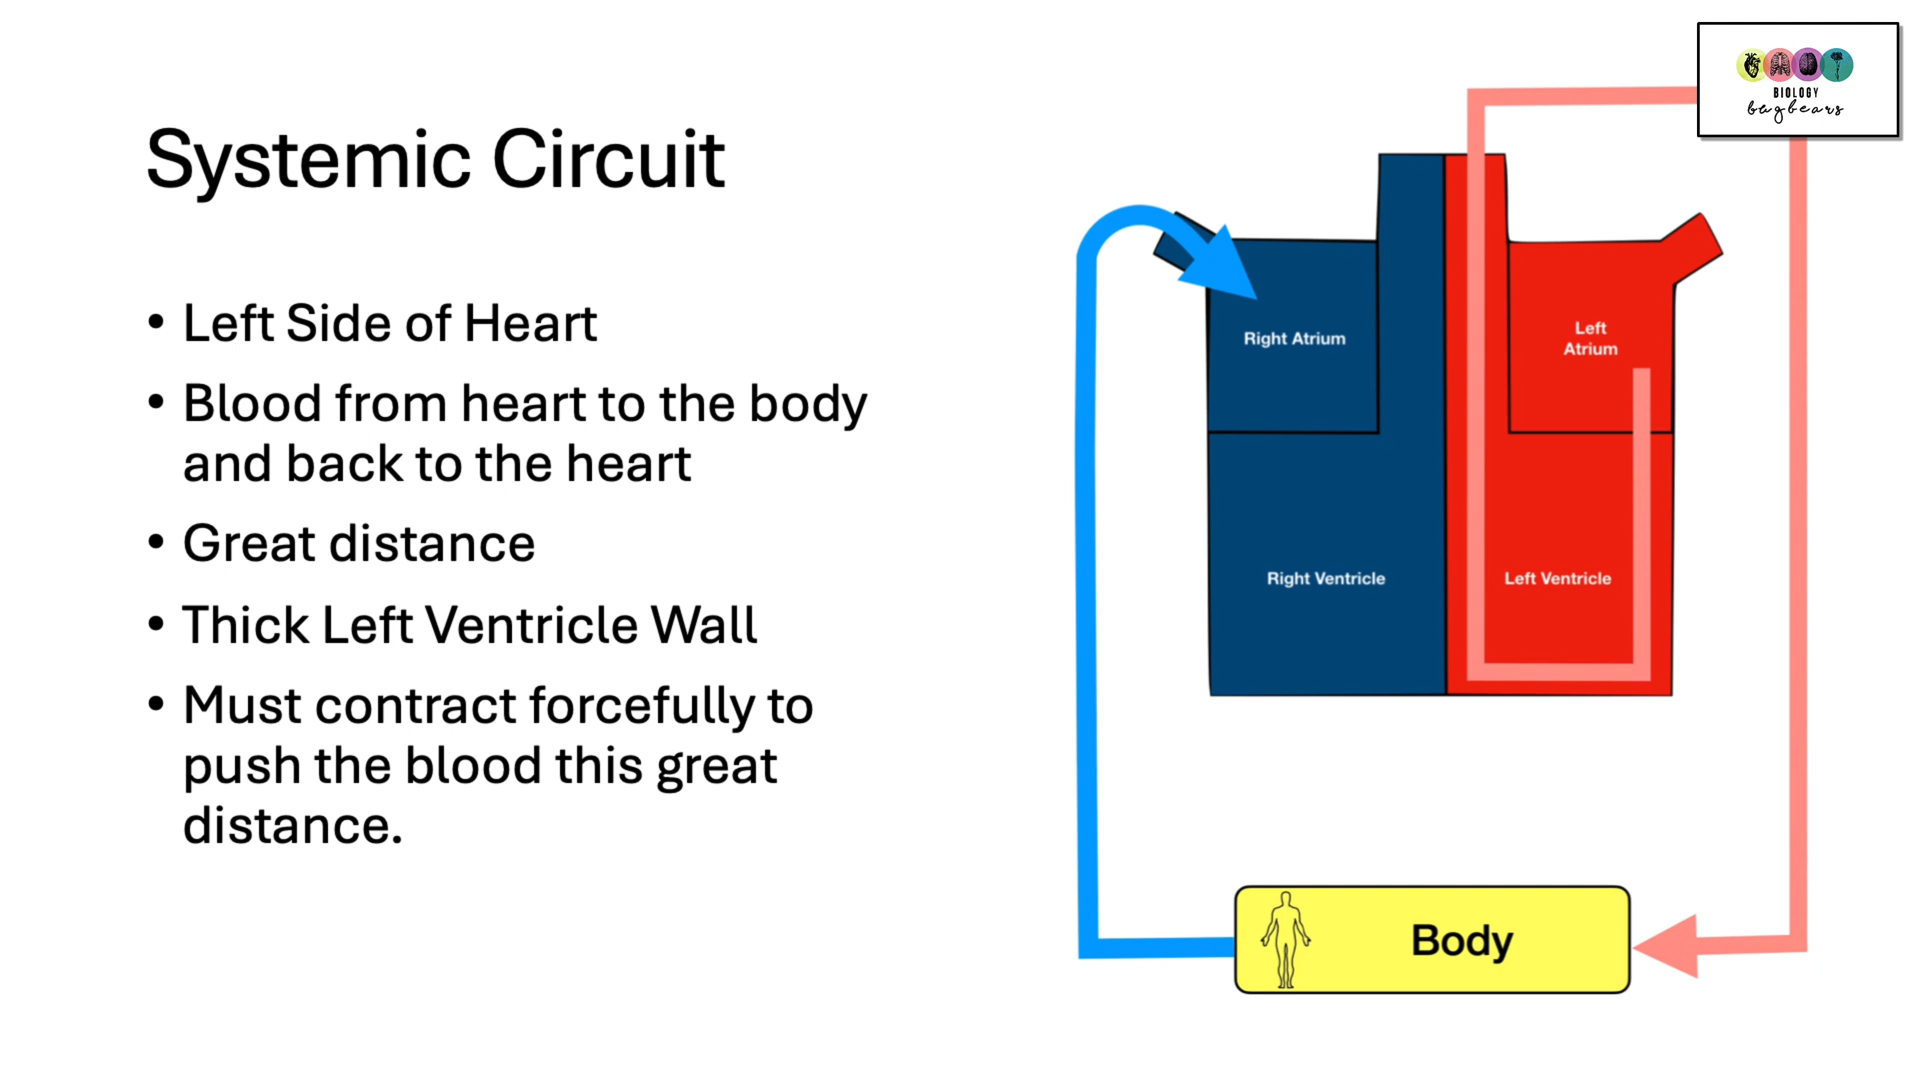 Systemic Circuit
• Left Side of Heart
• Blood from heart to the body
and back to the heart
• Great distance
• Thick Left Ventricle Wall
• Must contract forcefully to
push the blood this great
distance.
BIOLOGY
bugbears
Right Atrium
Left
Atrium
Right Ventricle
Left Ventricle
Body